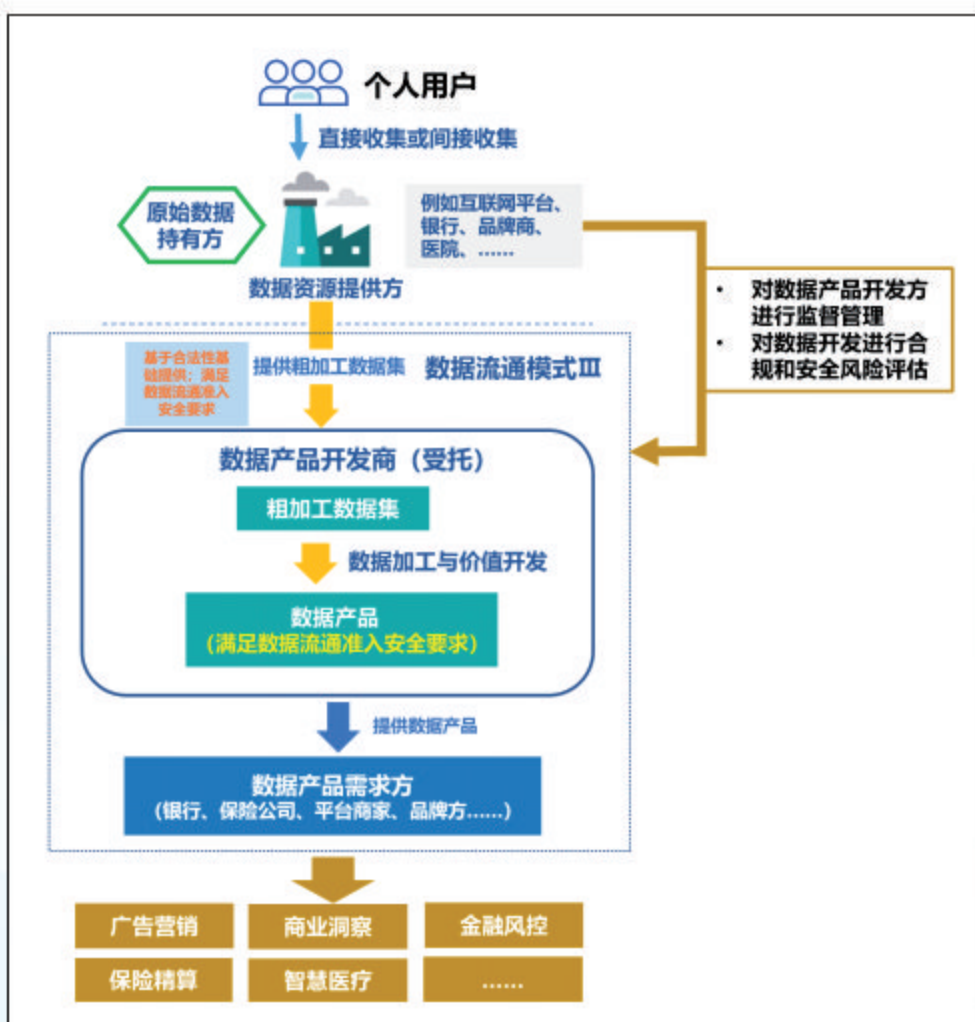 个人用户
直接收集或间接收集
原始数据
持有方
例如互联网平台、
银行、品牌商、
医院、……
数据资源提供方
• 对数据产品开发方
进行监督管理
• 对数据开发进行合
规和安全风险评估
基于合法性基
础提供；满足
数据流通准入
安全要求
提供粗加工数据集
数据流通模式Ⅲ
数据产品开发商（受托）
粗加工数据集
数据加工与价值开发
数据产品
（满足数据流通准入安全要求）
提供数据产品
数据产品需求方
（银行、保险公司、平台商家、品牌方……）
广告营销
商业洞察
金融风控
保险精算
智慧医疗
……